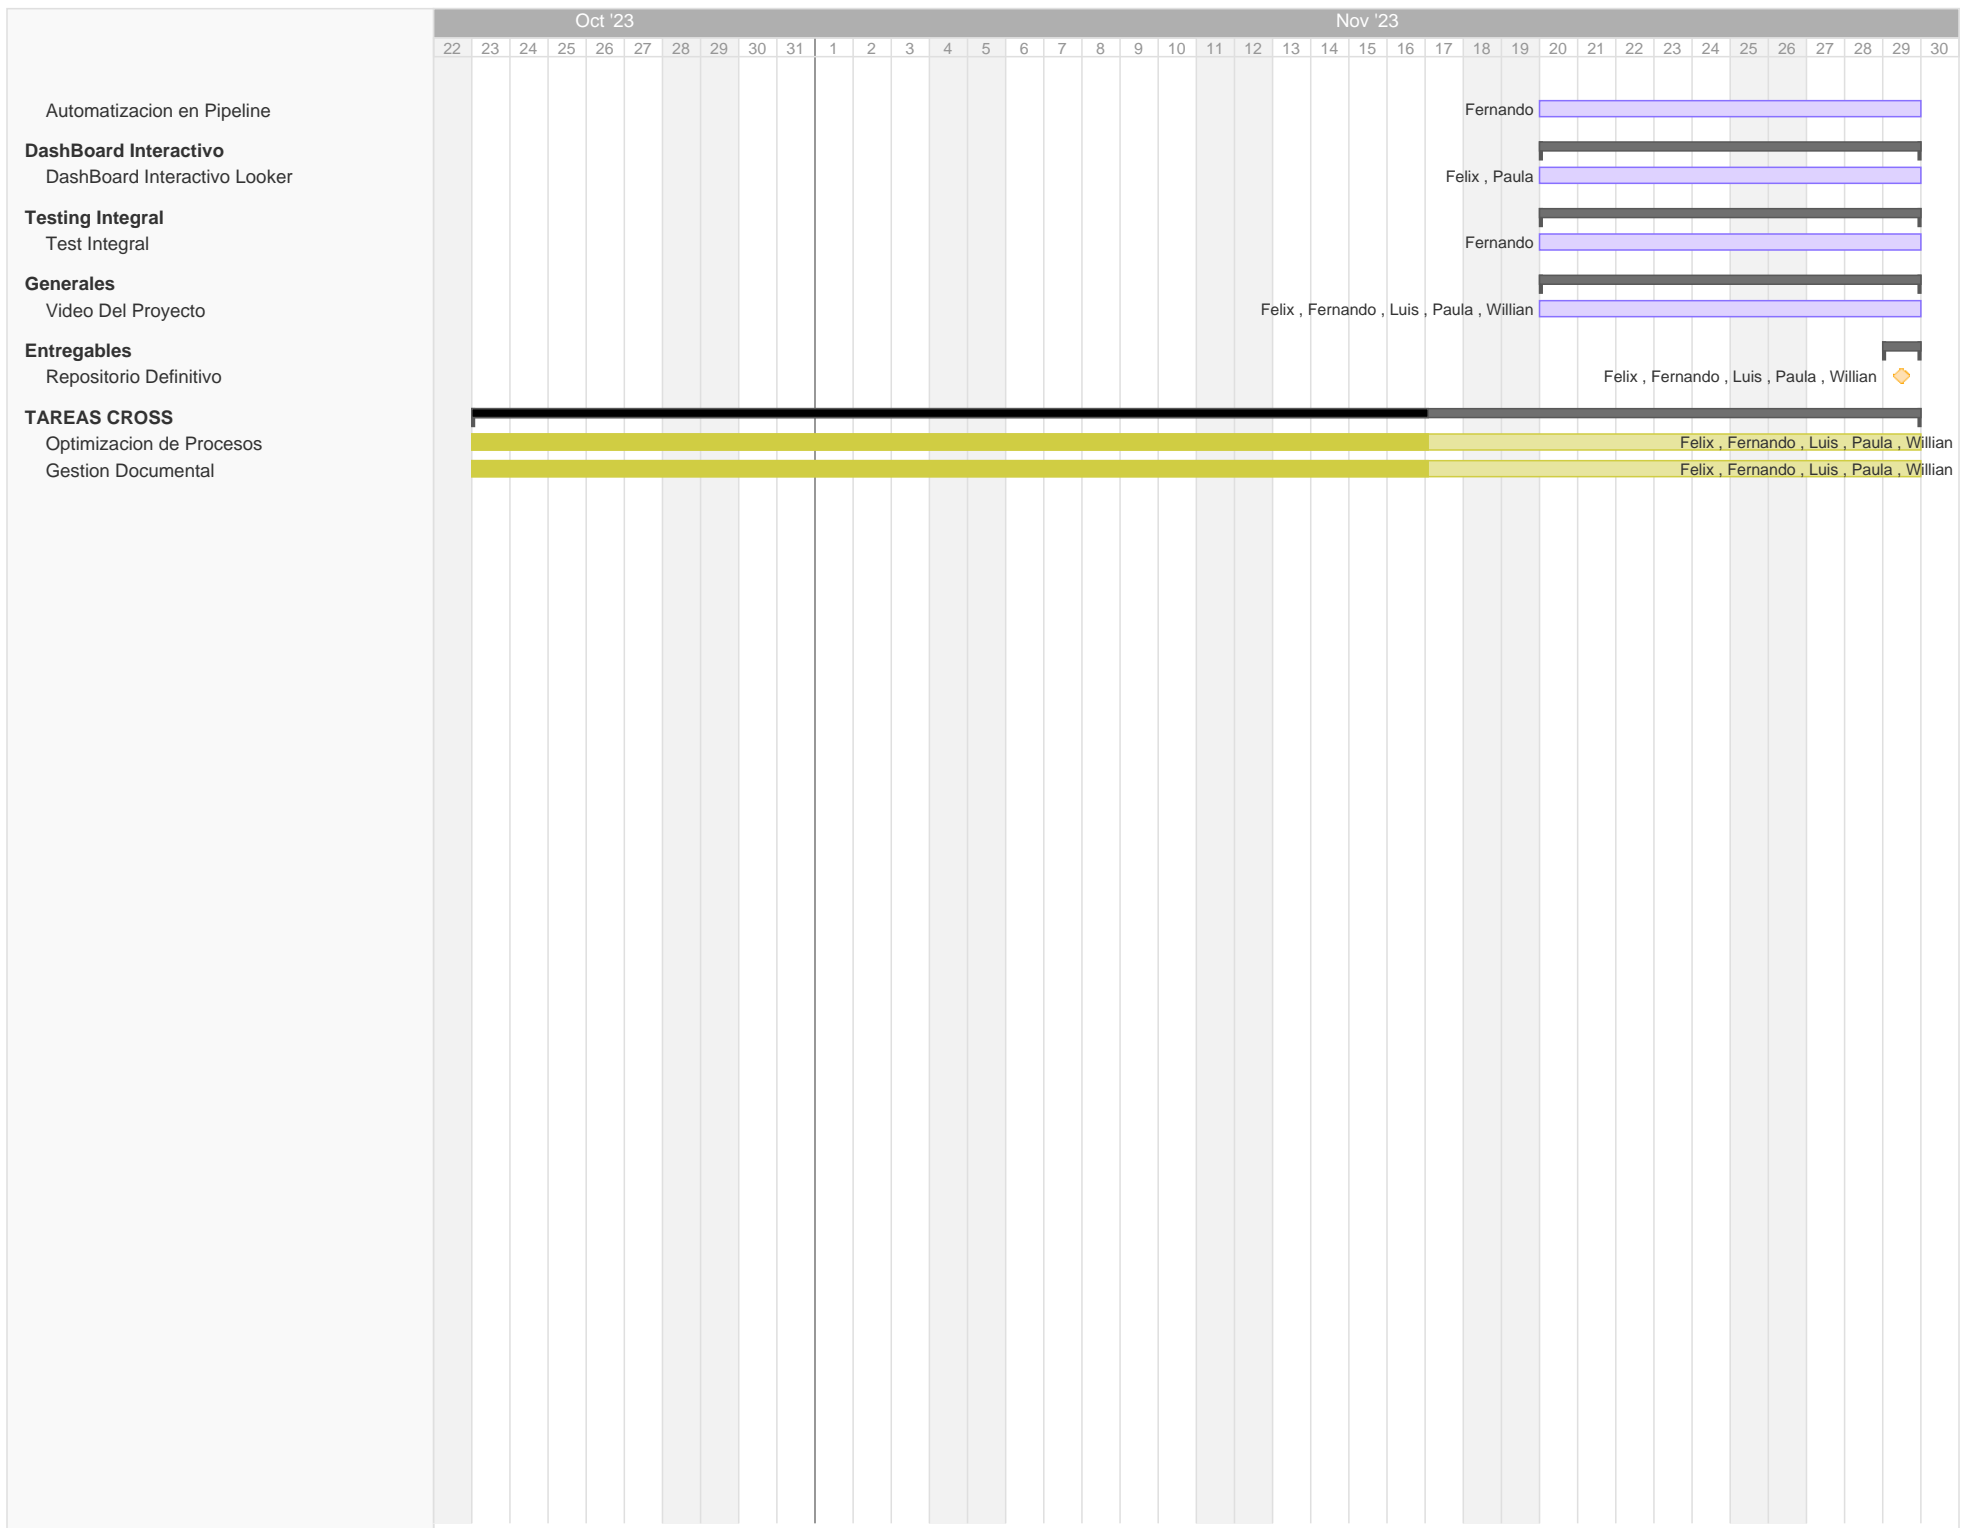 Oct '23 Nov '23
22 23 24 25 26 27 28 29 30 31 1 2 3 4 5 6 7 8 9 10 11 12 13 14 15 16 17 18 19 20 21 22 23 24 25 26 27 28 29 30
Automatizacion en Pipeline Fernando
DashBoard Interactivo
DashBoard Interactivo Looker Felix , Paula
Testing Integral
Test Integral Fernando
Generales
Video Del Proyecto Felix , Fernando , Luis , Paula , Willian
Entregables
Repositorio Definitivo Felix , Fernando , Luis , Paula , Willian
TAREAS CROSS
Optimizacion de Procesos Felix , Fernando , Luis , Paula , Willian
Gestion Documental Felix , Fernando , Luis , Paula , Willian